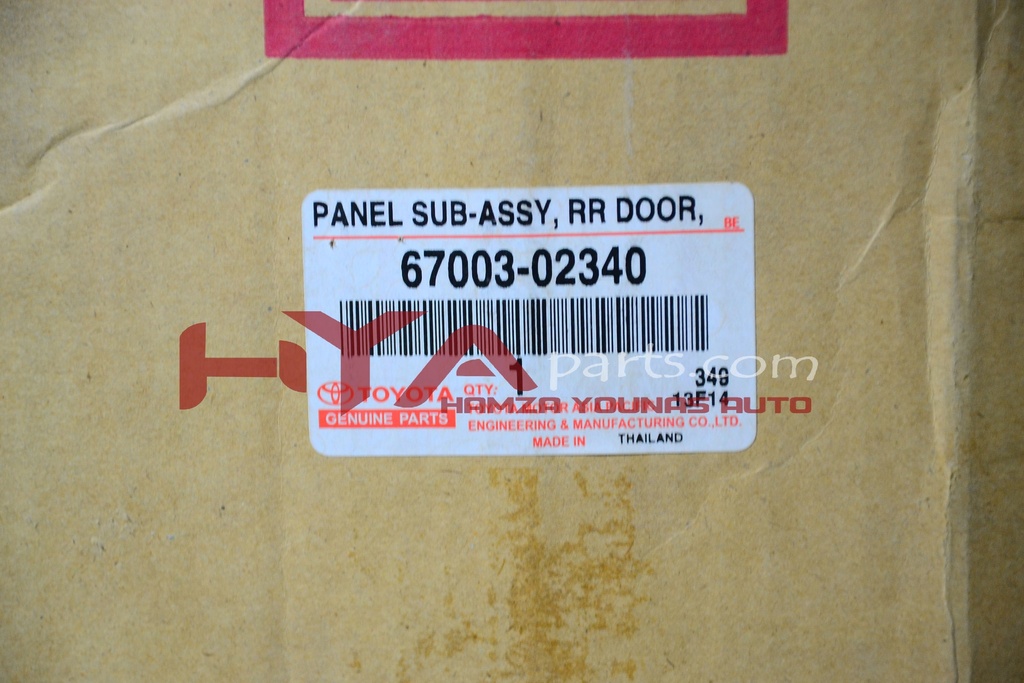 PANEL SUB-ASSY, RR DOOR,
BE
67003-02340
HYA parts.com
TOYOTA QTY: 1 349
HAMZA YOUNAS AUTO
13F14
GENUINE PARTS
ENGINEERING & MANUFACTURING CO.,LTD.
MADE IN THAILAND